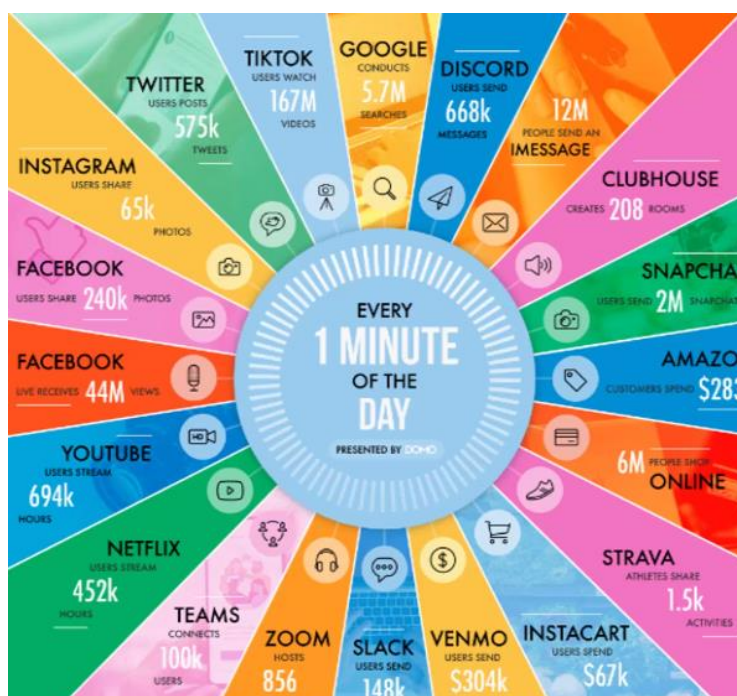 EVERY
1 MINUTE
OF THE
DAY
PRESENTED BY DOMO
GOOGLE
CONDUCTS
5.7M
SEARCHES
DISCORD
USERS SEND
668k
MESSAGES
12M
PEOPLE SEND AN
IMESSAGE
CLUBHOUSE
CREATES 208 ROOMS
SNAPCHA
USERS SEND 2M SNAPCHAT
AMAZO
CUSTOMERS SPEND $283
6M PEOPLE SHOP
ONLINE
STRAVA
ATHLETES SHARE
1.5k
ACTIVITIES
INSTACART
USERS SPEND
$67k
VENMO
USERS SEND
$304k
SLACK
USERS SEND
148k
ZOOM
HOSTS
856
TEAMS
CONNECTS
100k
USERS
NETFLIX
USERS STREAM
452k
HOURS
YOUTUBE
USERS STREAM
694k
HOURS
FACEBOOK
LIVE RECEIVES 44M VIEWS
FACEBOOK
USERS SHARE 240k PHOTOS
INSTAGRAM
USERS SHARE
65k
PHOTOS
TWITTER
USERS POSTS
575k
TWEETS
TIKTOK
USERS WATCH
167M
VIDEOS
HD